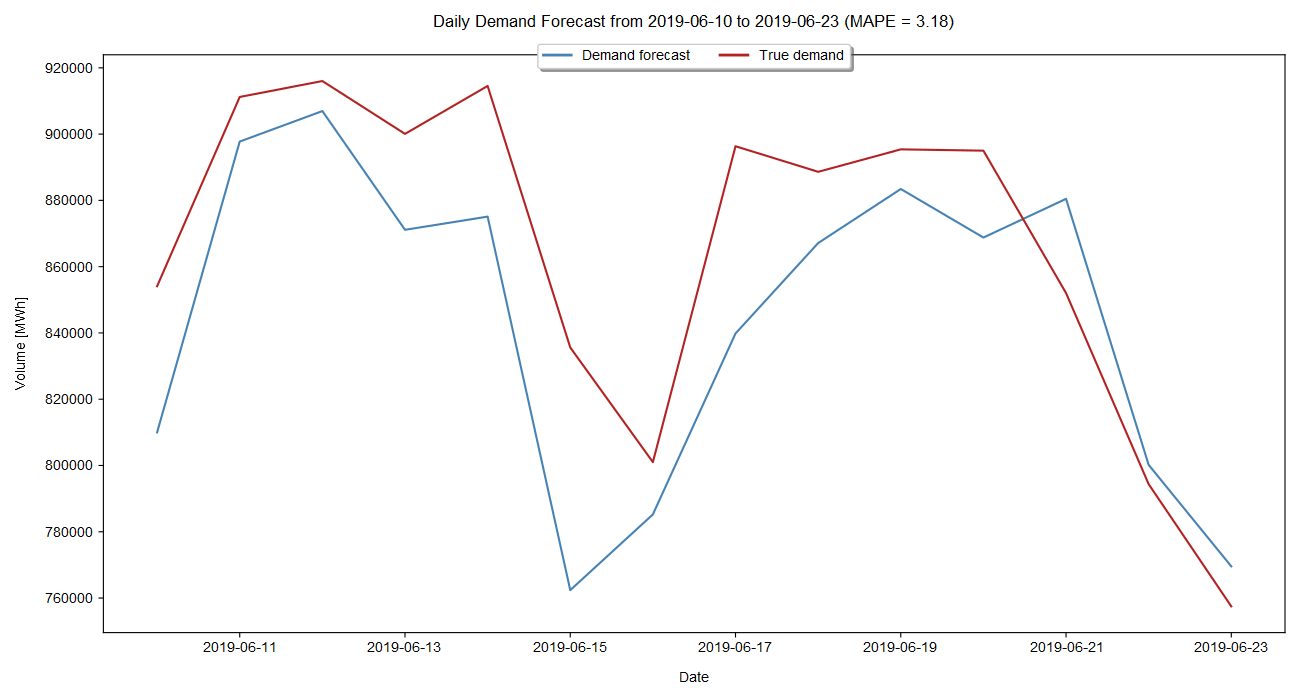 Daily Demand Forecast from 2019-06-10 to 2019-06-23 (MAPE = 3.18)
Demand forecast True demand
920000
900000
880000
860000
840000
820000
800000
780000
760000
Volume [MWh]
2019-06-11 2019-06-13 2019-06-15 2019-06-17 2019-06-19 2019-06-21 2019-06-23
Date